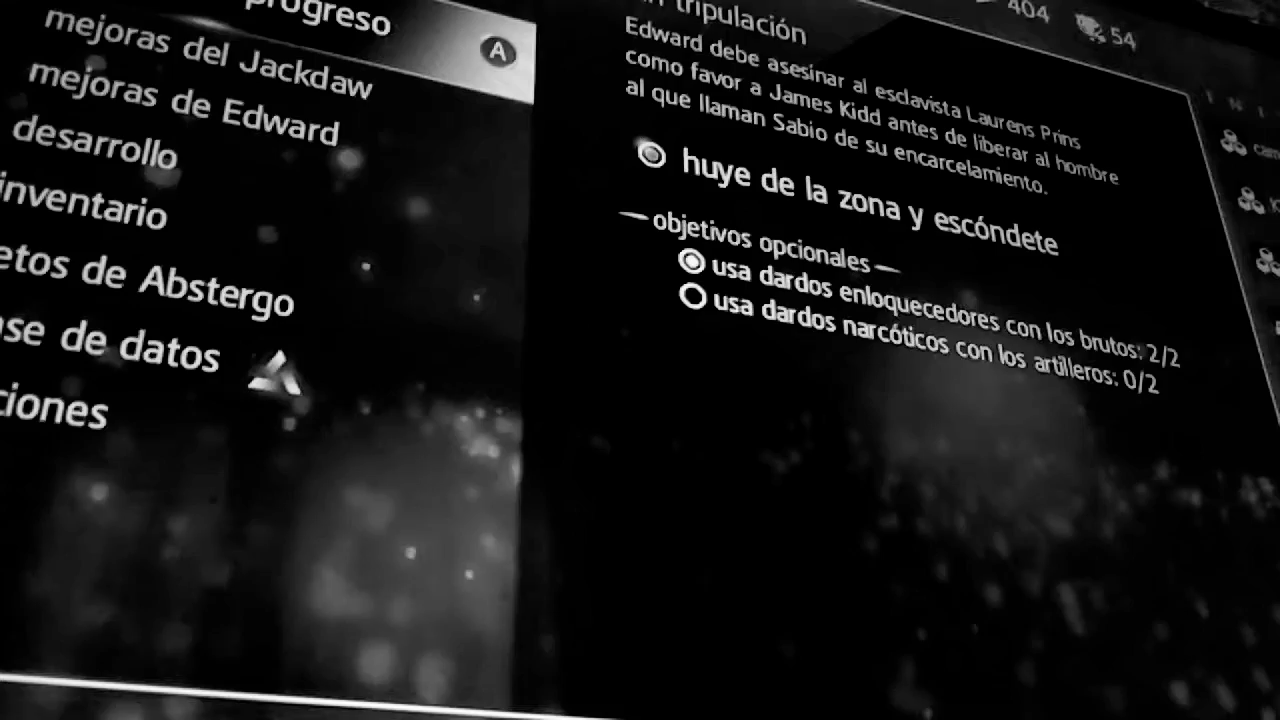 progreso
A
mejoras del Jackdaw
mejoras de Edward
desarrollo
inventario
etos de Abstergo
se de datos
ciones
tripulación
404
54
Edward debe asesinar al esclavista Laurens Prins
como favor a James Kidd antes de liberar al hombre
al que llaman Sabio de su encarcelamiento.
huye de la zona y escóndete
objetivos opcionales
usa dardos enloquecedores con los brutos: 2/2
usa dardos narcóticos con los artilleros: 0/2